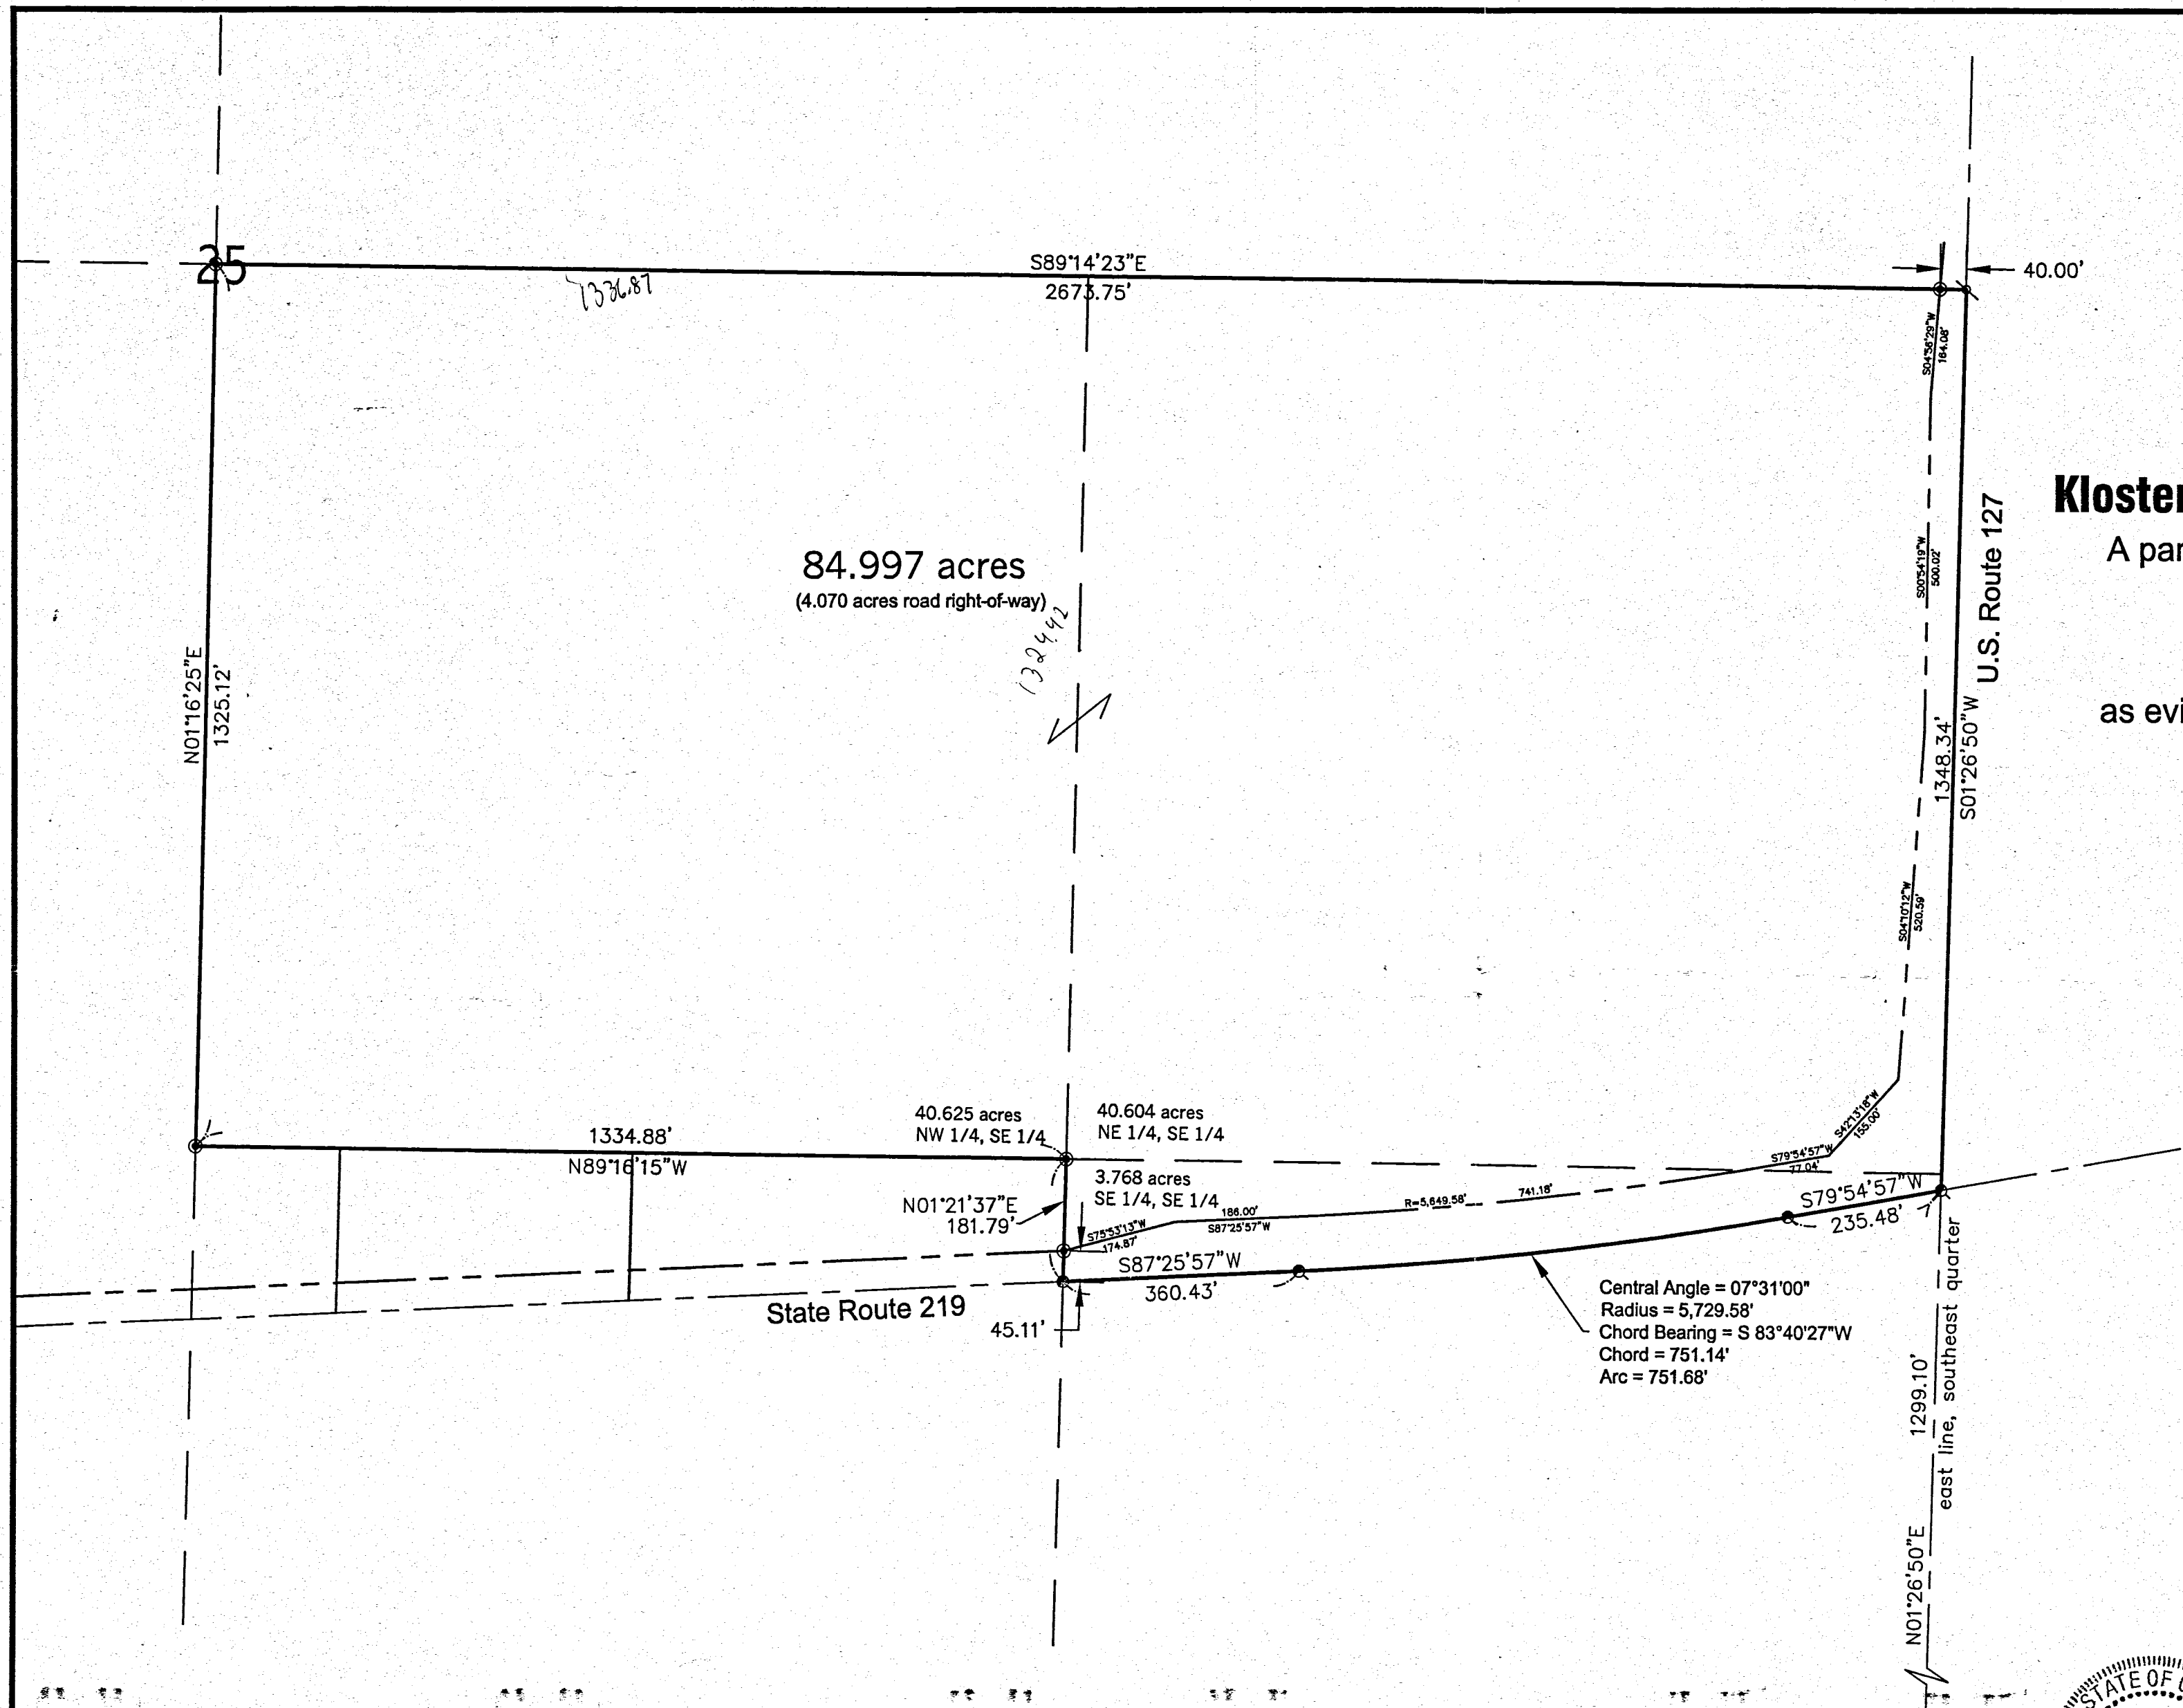 25
S89°14'23"E
2673.75'
1336.87
40.00'
S04°56'29"W
164.08'
Kloster
A par
84.997 acres
(4.070 acres road right-of-way)
1324.42
S00°54'19"W
500.02'
U.S. Route 127
N01°16'25"E
1325.12'
as evi
1348.34'
S01°26'50"W
S04°10'12"W
520.59'
40.625 acres
NW 1/4, SE 1/4
40.604 acres
NE 1/4, SE 1/4
1334.88'
N89°16'15"W
S42°13'18"W
155.00'
S79°54'57"W
77.04'
3.768 acres
SE 1/4, SE 1/4
N01°21'37"E
181.79'
S75°53'13"W
174.87'
186.00'
S87°25'57"W
R=5,649.58'
741.18'
S79°54'57"W
235.48'
S87°25'57"W
360.43'
State Route 219
45.11'
Central Angle = 07°31'00"
Radius = 5,729.58'
Chord Bearing = S 83°40'27"W
Chord = 751.14'
Arc = 751.68'
1299.10'
east line, southeast quarter
N01°26'50"E
STATE OF